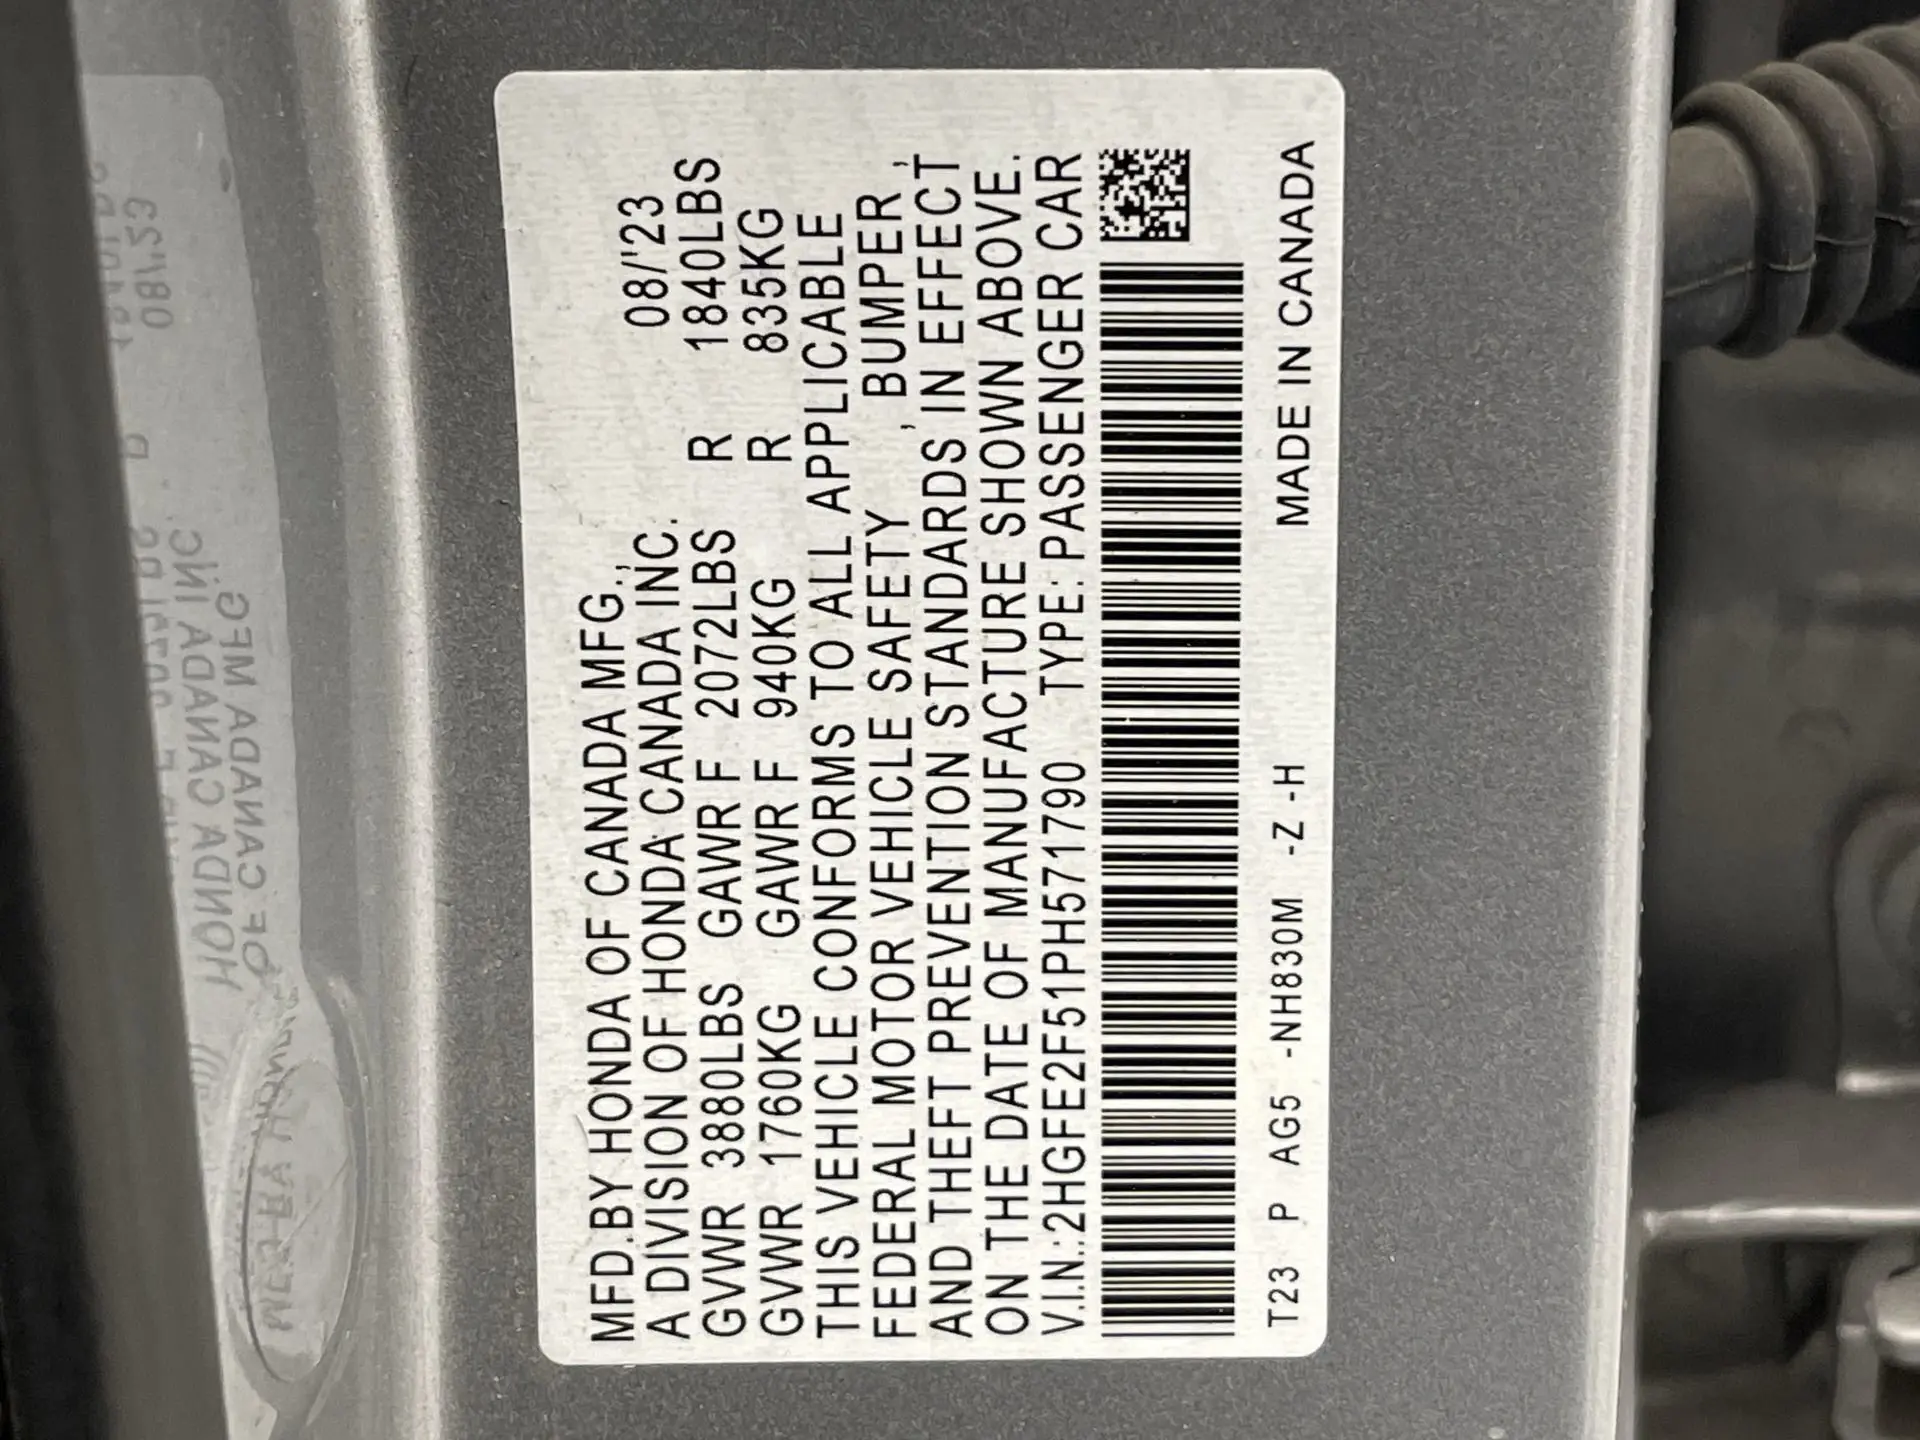 MFD.BY HONDA OF CANADA MFG.,
A DIVISION OF HONDA CANADA INC. 08/'23
GVWR 3880LBS GAWR F 2072LBS R 1840LBS
GVWR 1760KG GAWR F 940KG R 835KG
THIS VEHICLE CONFORMS TO ALL APPLICABLE
FEDERAL MOTOR VEHICLE SAFETY , BUMPER ,
AND THEFT PREVENTION STANDARDS IN EFFECT
ON THE DATE OF MANUFACTURE SHOWN ABOVE.
V.I.N.:2HGFE2F51PH571790 TYPE: PASSENGER CAR
T23 P AG5 -NH830M -Z -H MADE IN CANADA